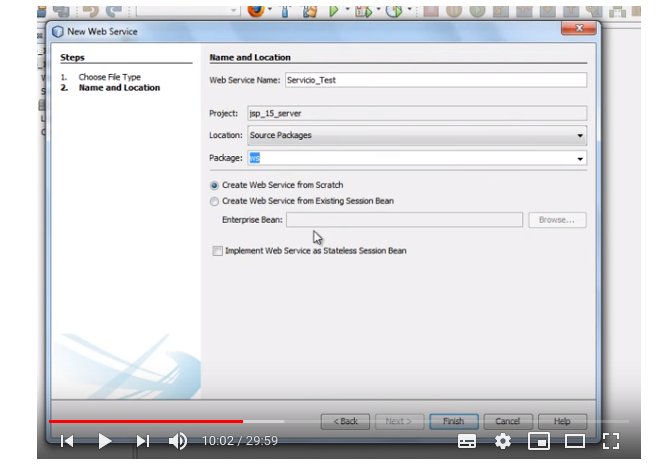 New Web Service
Steps
1. Choose File Type
2. Name and Location
Name and Location
Web Service Name: Servicio_Test
Project: jsp_15_server
Location: Source Packages
Package: ws
Create Web Service from Scratch
Create Web Service from Existing Session Bean
Enterprise Bean: Browse...
Implement Web Service as Stateless Session Bean
< Back Next > Finish Cancel Help
10:02 / 29:59